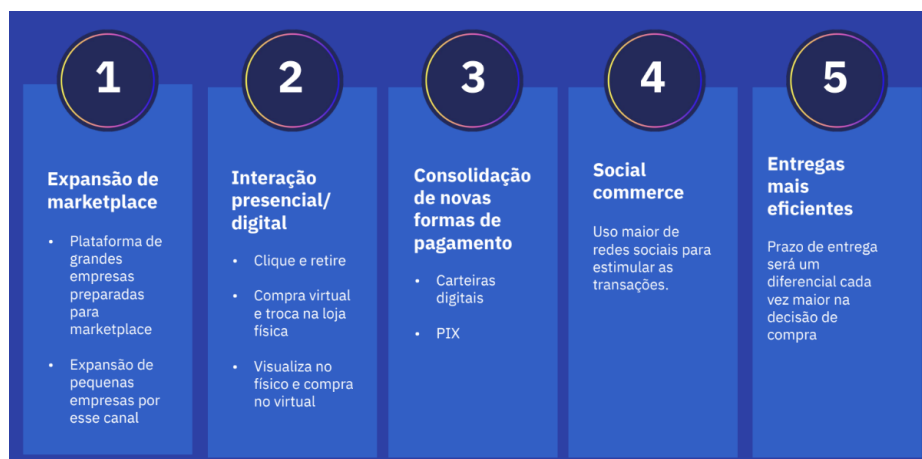 1
Expansão de
marketplace
• Plataforma de
grandes
empresas
preparadas
para
marketplace
• Expansão de
pequenas
empresas por
esse canal
2
Interação
presencial/
digital
• Clique e retire
• Compra virtual
e troca na loja
física
• Visualiza no
físico e compra
no virtual
3
Consolidação
de novas
formas de
pagamento
• Carteiras
digitais
• PIX
4
Social
commerce
Uso maior de
redes sociais para
estimular as
transações.
5
Entregas
mais
eficientes
Prazo de entrega
será um
diferencial cada
vez maior na
decisão de
compra